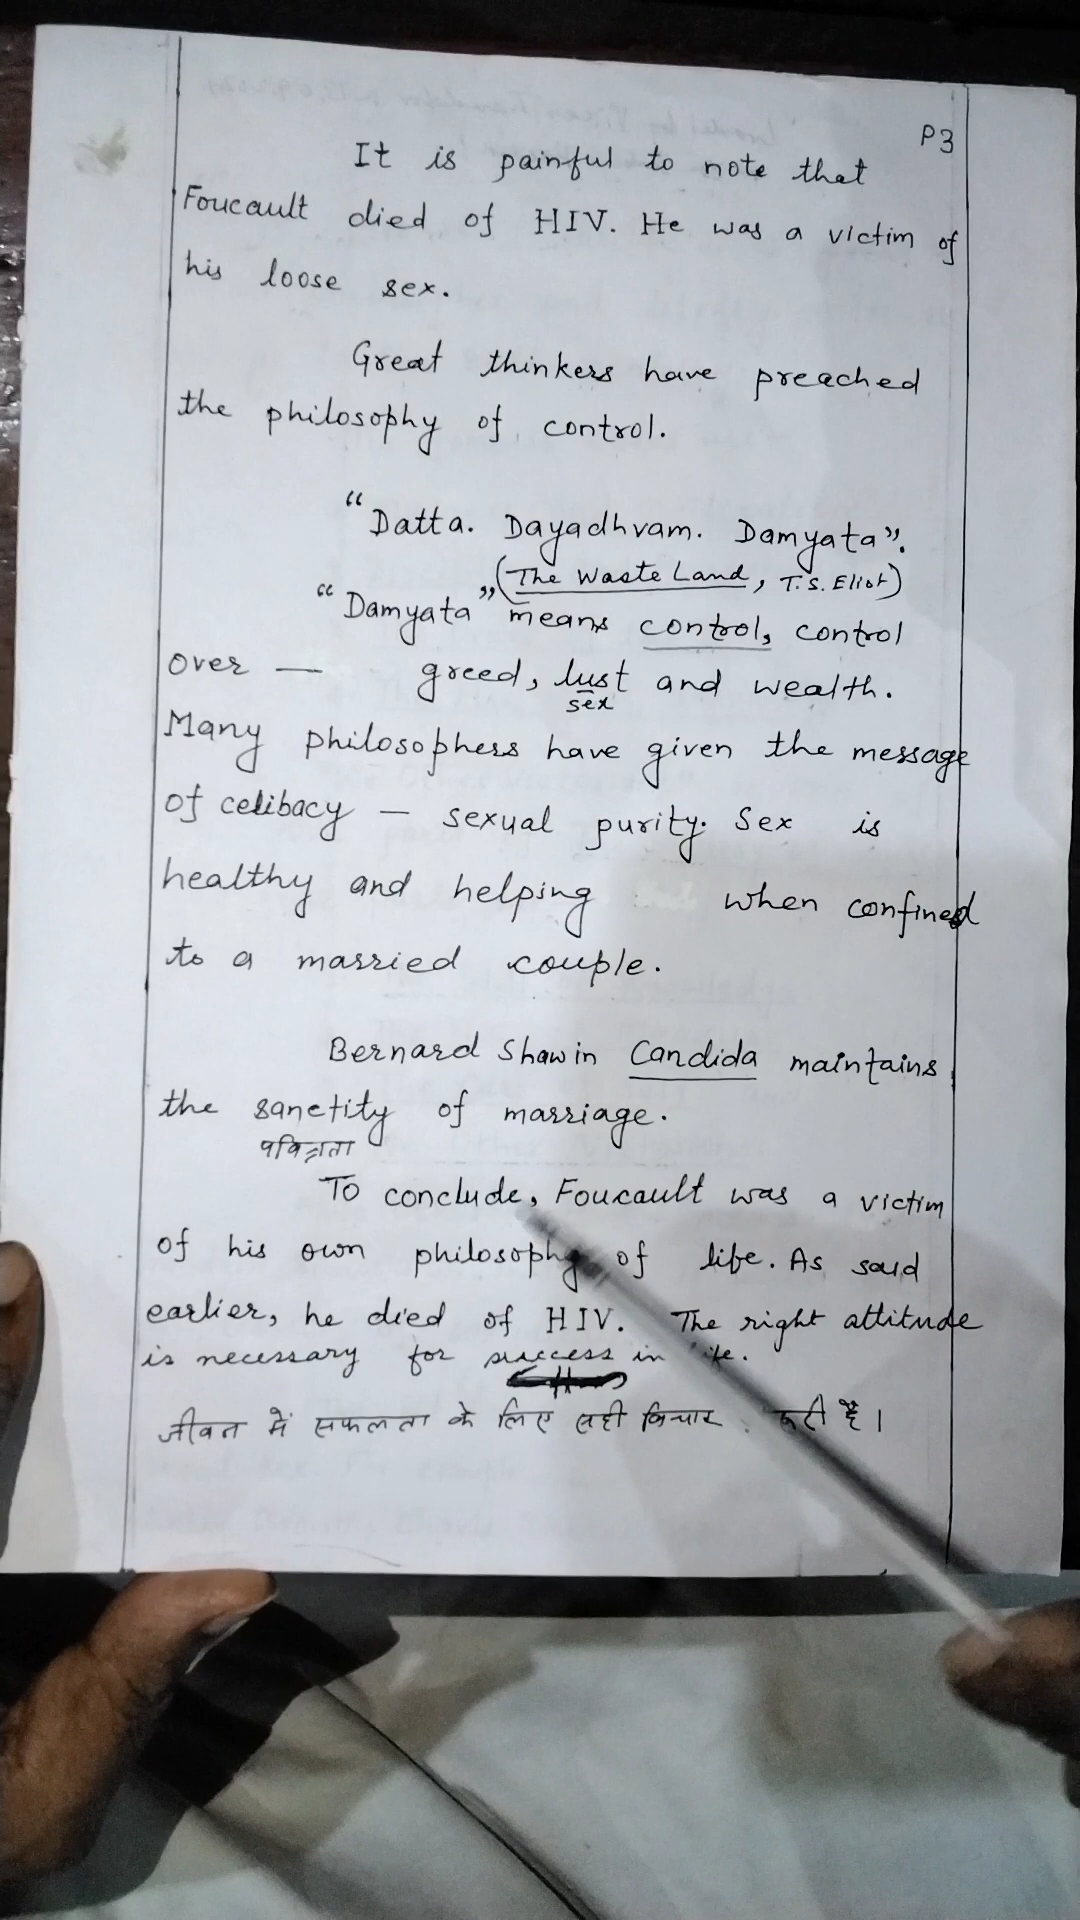 P3
It is painful to note that
Foucault died of HIV. He was a victim of
his loose sex.
Great thinkers have preached
the philosophy of control.
"Datta. Dayadhvam. Damyata".
(The Waste Land, T.S. Eliot)
"Damyata" means control, control
over — greed, lust and wealth.
sex
Many philosophers have given the message
of celibacy — sexual purity. Sex is
healthy and helping when confined
to a married couple.
Bernard Shaw in Candida maintains
the sanctity of marriage.
पवित्रता
To conclude, Foucault was a victim
of his own philosophy of life. As said
earlier, he died of HIV. The right attitude
is necessary for success in life.
जीवन में सफलता के लिए सही विचार है।